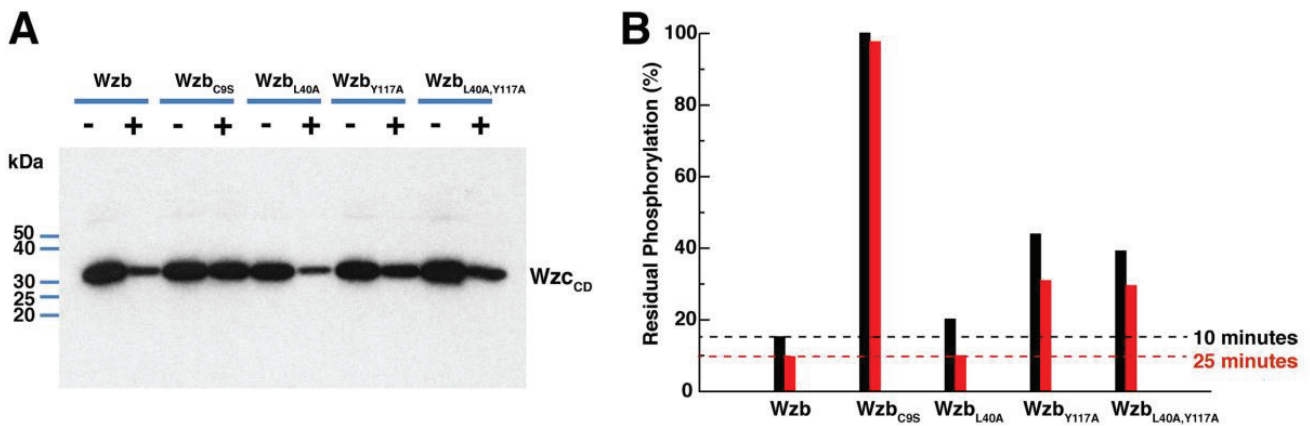 A
Wzb WzbC9S WzbL40A WzbY117A WzbL40A,Y117A
- + - + - + - + - +
kDa
50
40
30
25
20
WzcCD
B
Residual Phosphorylation (%)
100
80
60
40
20
0
10 minutes
25 minutes
Wzb WzbC9S WzbL40A WzbY117A WzbL40A,Y117A